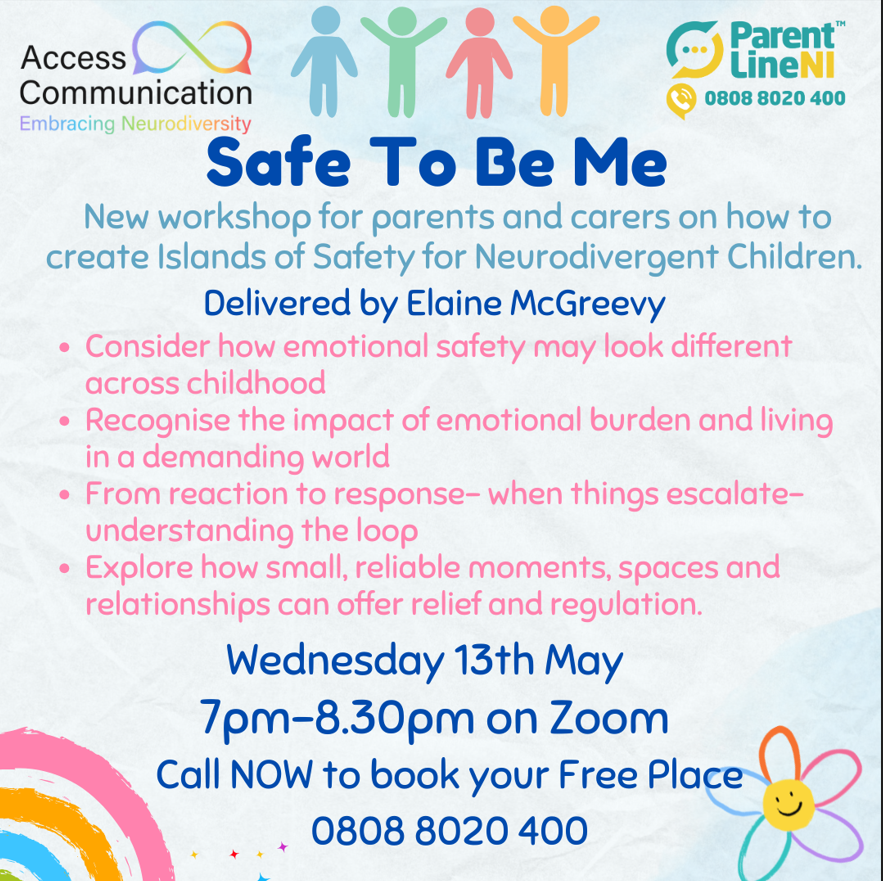 Access
Communication
Embracing Neurodiversity
Parent™
LineNI
0808 8020 400
Safe To Be Me
New workshop for parents and carers on how to
create Islands of Safety for Neurodivergent Children.
Delivered by Elaine McGreevy
• Consider how emotional safety may look different
across childhood
• Recognise the impact of emotional burden and living
in a demanding world
• From reaction to response– when things escalate–
understanding the loop
• Explore how small, reliable moments, spaces and
relationships can offer relief and regulation.
Wednesday 13th May
7pm–8.30pm on Zoom
Call NOW to book your Free Place
0808 8020 400